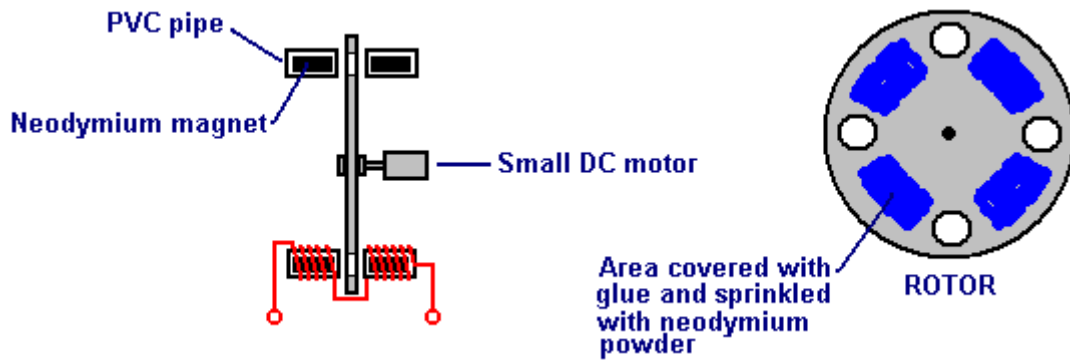 PVC pipe
Neodymium magnet
Small DC motor
Area covered with
glue and sprinkled
with neodymium
powder
ROTOR